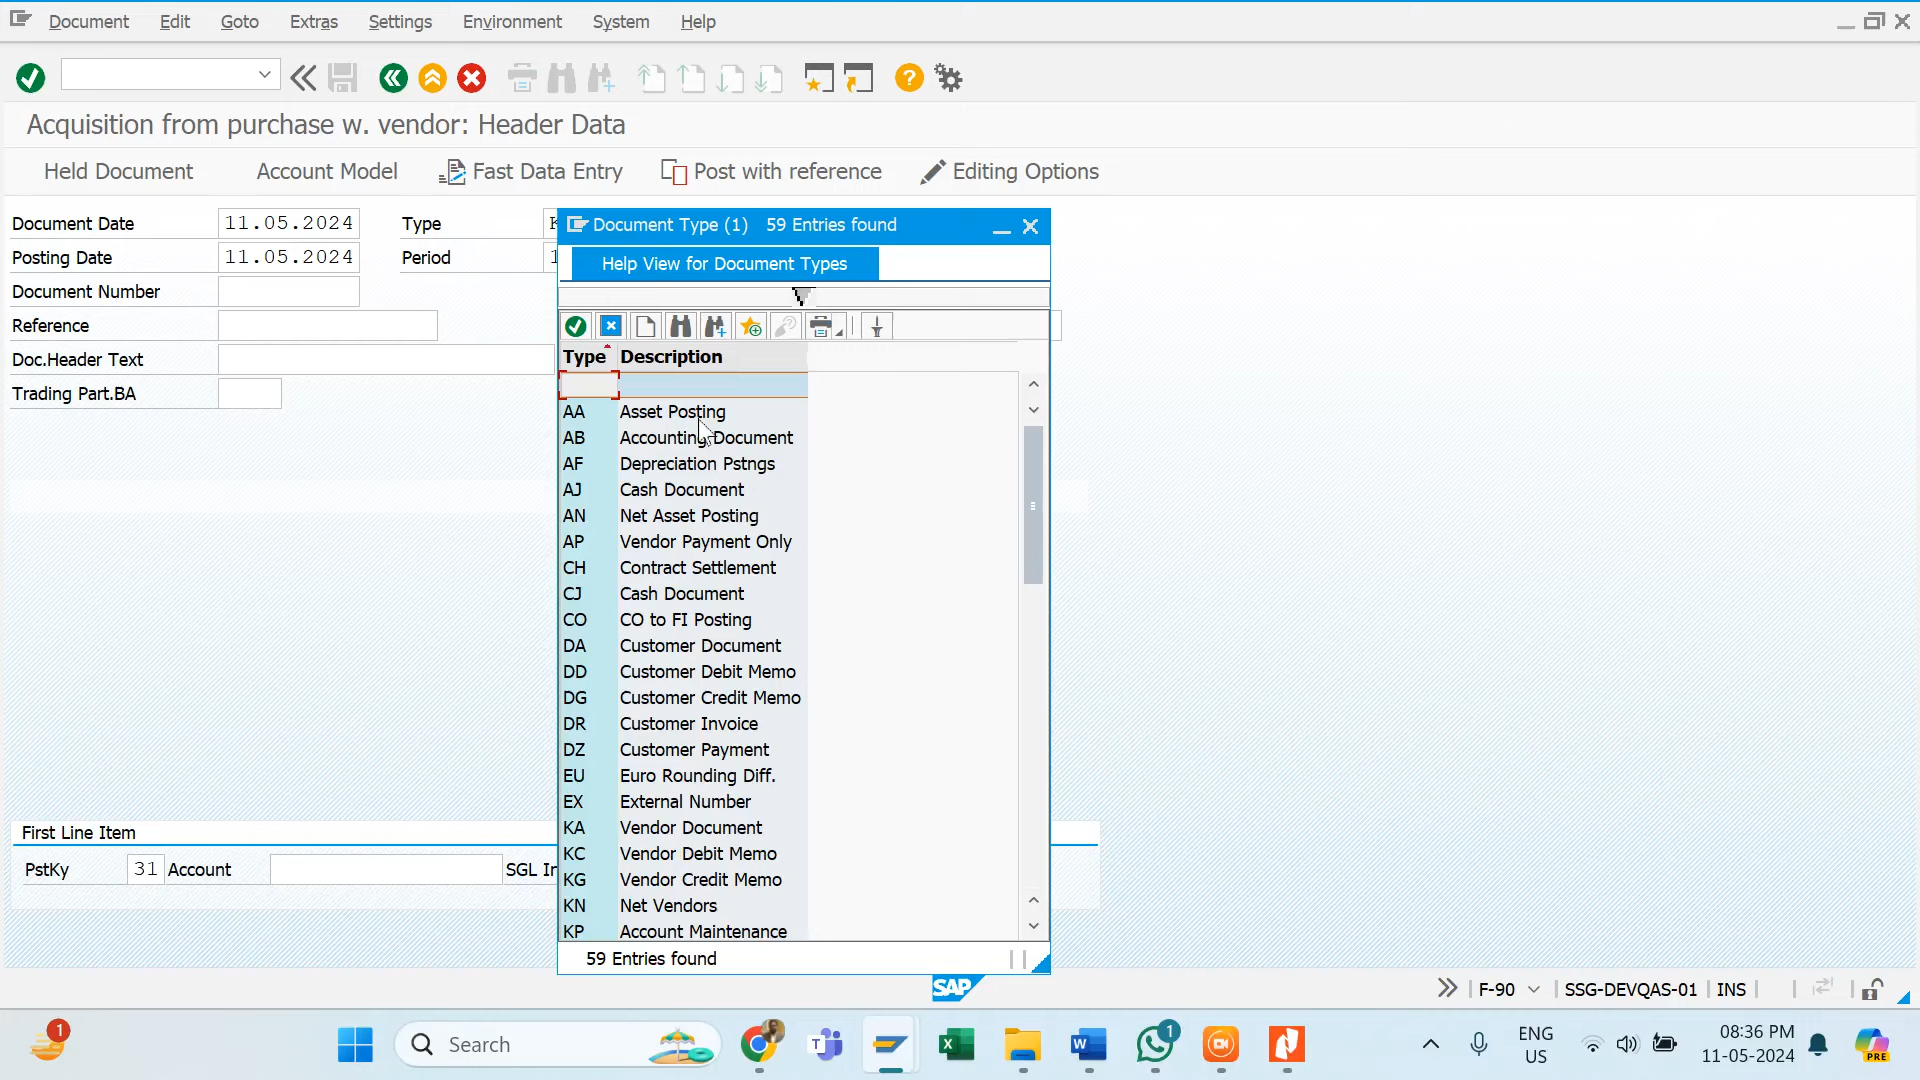 Document Edit Goto Extras Settings Environment System Help
Acquisition from purchase w. vendor: Header Data
Held Document Account Model Fast Data Entry Post with reference Editing Options
Document Date 11.05.2024 Type
Posting Date 11.05.2024 Period
Document Number
Reference
Doc.Header Text
Trading Part.BA
Document Type (1) 59 Entries found
Help View for Document Types
Type Description
AA Asset Posting
AB Accounting Document
AF Depreciation Pstngs
AJ Cash Document
AN Net Asset Posting
AP Vendor Payment Only
CH Contract Settlement
CJ Cash Document
CO CO to FI Posting
DA Customer Document
DD Customer Debit Memo
DG Customer Credit Memo
DR Customer Invoice
DZ Customer Payment
EU Euro Rounding Diff.
EX External Number
KA Vendor Document
KC Vendor Debit Memo
KG Vendor Credit Memo
KN Net Vendors
KP Account Maintenance
59 Entries found
First Line Item
PstKy 31 Account SGL
SAP
F-90 SSG-DEVQAS-01 INS
1 Search 1 ENG US 08:36 PM 11-05-2024 PRE